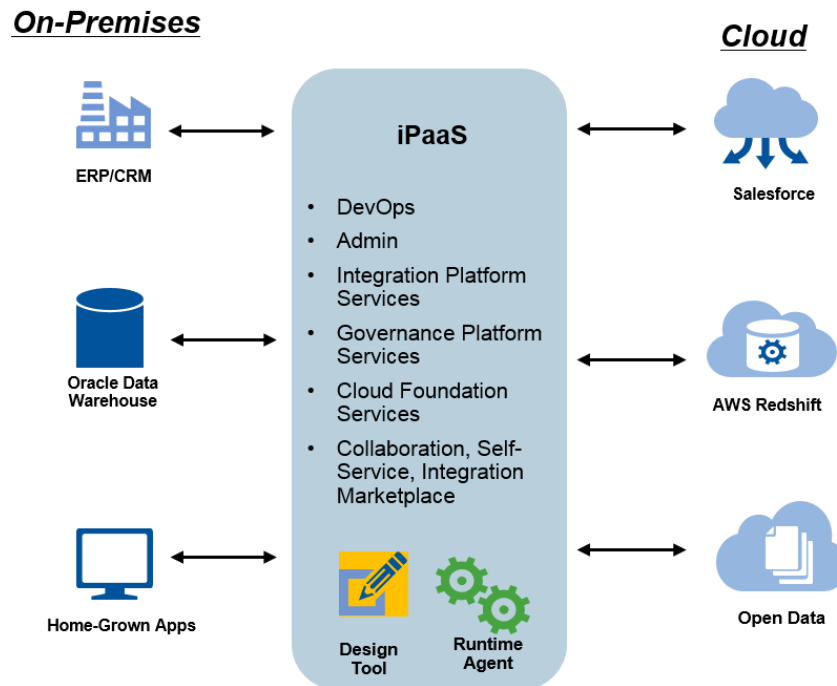 On-Premises
Cloud
iPaaS
ERP/CRM
Salesforce
• DevOps
• Admin
• Integration Platform
Services
• Governance Platform
Services
• Cloud Foundation
Services
• Collaboration, Self-
Service, Integration
Marketplace
Oracle Data
Warehouse
AWS Redshift
Home-Grown Apps
Design
Tool
Runtime
Agent
Open Data